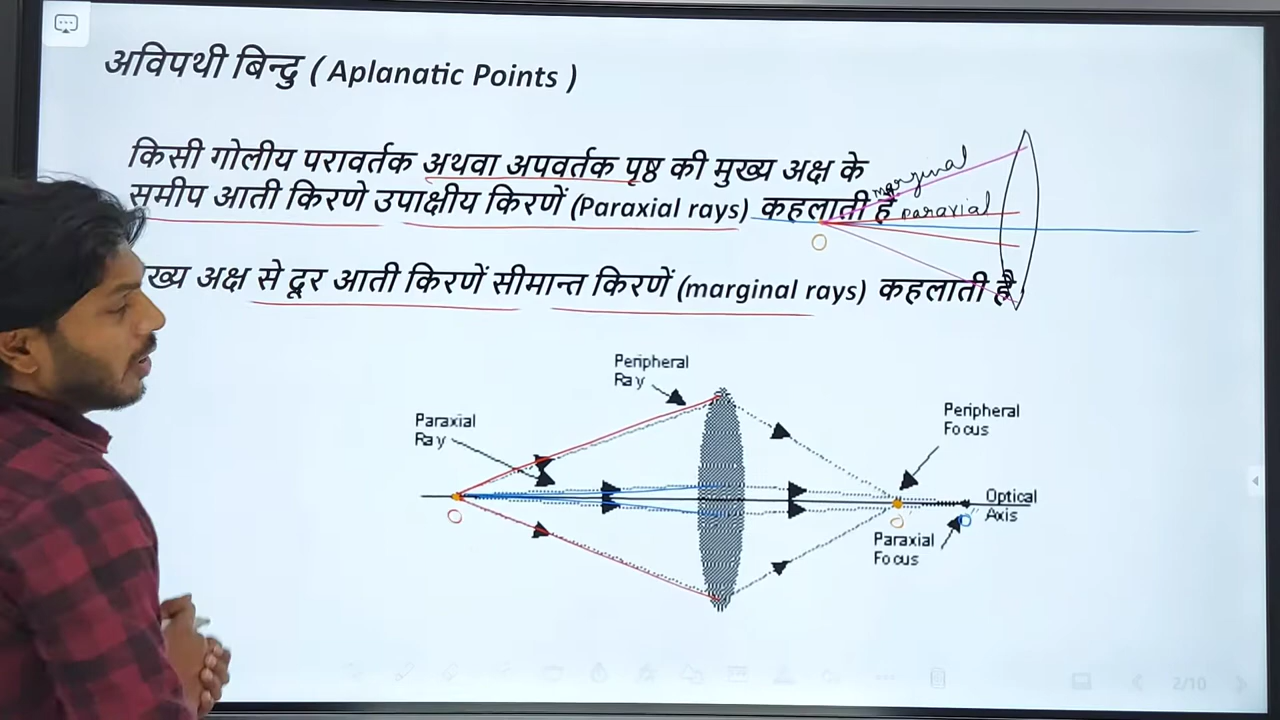 अविपथी बिन्दु ( Aplanatic Points )
किसी गोलीय परावर्तक अथवा अपवर्तक पृष्ठ की मुख्य अक्ष के
समीप आती किरणे उपाक्षीय किरणें (Paraxial rays) कहलाती हैं
marginal
paraxial
O
ख्य अक्ष से दूर आती किरणें सीमान्त किरणें (marginal rays) कहलाती है
Peripheral
Ray
Paraxial
Ray
Peripheral
Focus
Optical
Axis
O
O'
O"
Paraxial
Focus
2/10